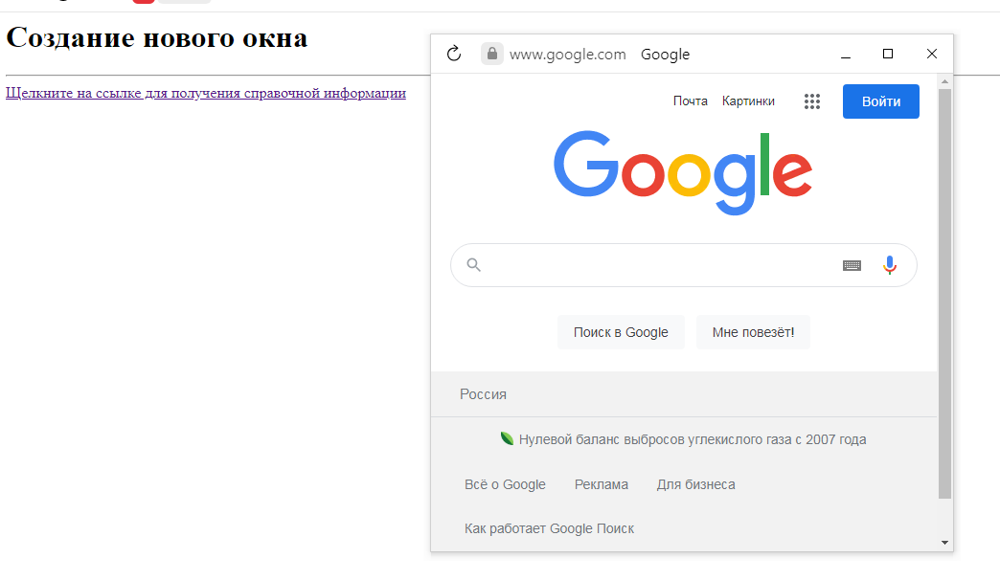 Создание нового окна
Щелкните на ссылке для получения справочной информации
www.google.com Google
Почта Картинки Войти
Google
Поиск в Google Мне повезёт!
Россия
Нулевой баланс выбросов углекислого газа с 2007 года
Всё о Google Реклама Для бизнеса
Как работает Google Поиск